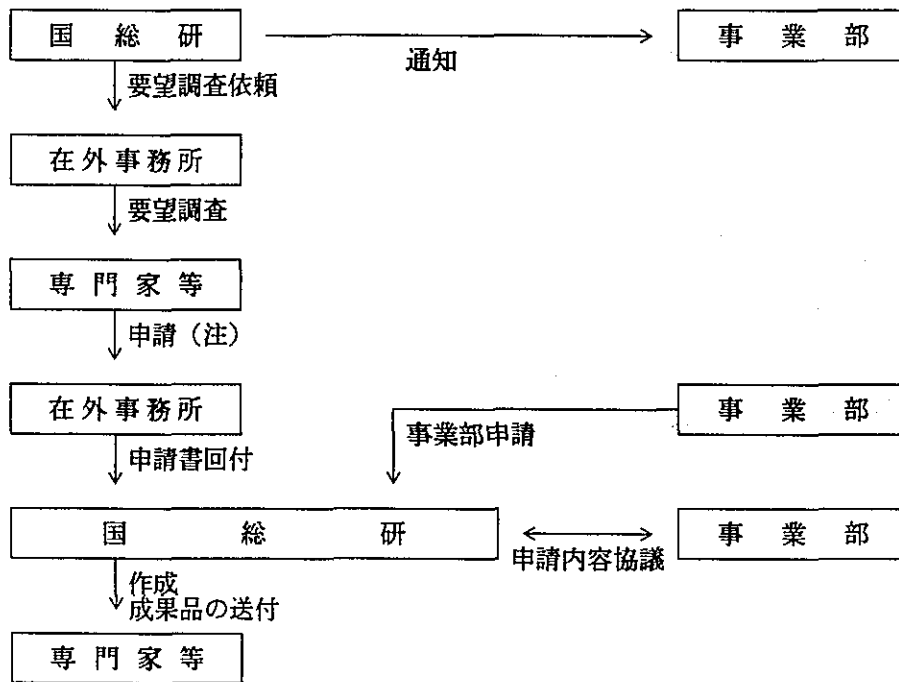 国総研
事業部
通知
要望調査依頼
在外事務所
要望調査
専門家等
申請（注）
在外事務所
事業部
事業部申請
申請書回付
国総研
事業部
申請内容協議
作成
成果品の送付
専門家等